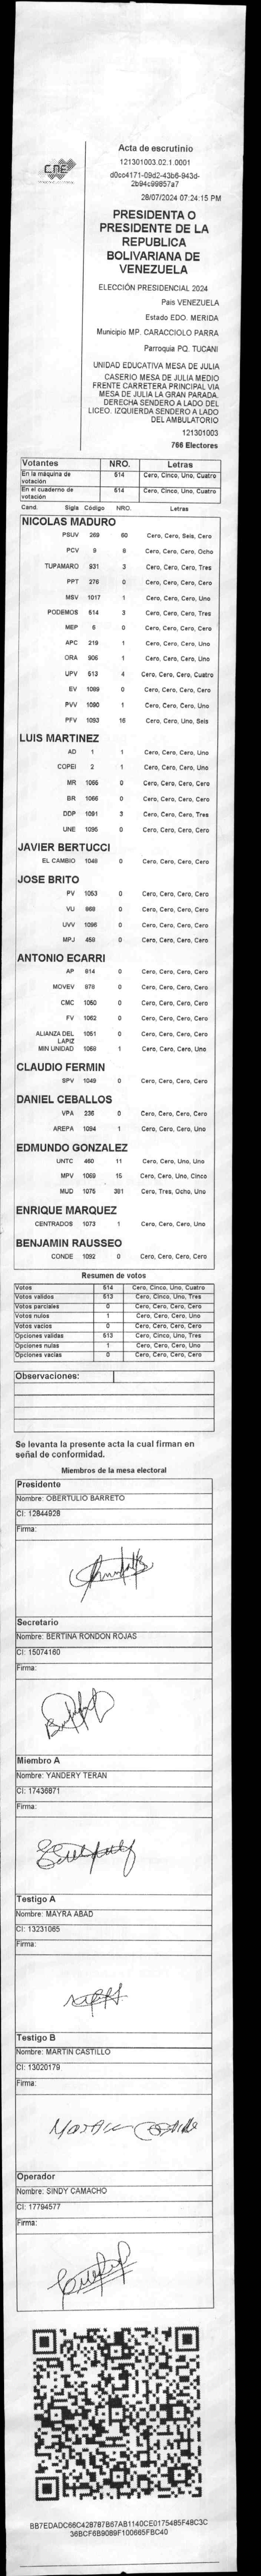 CNE
Acta de escrutinio
121301003.02.1.0001
d0co4171-09d2-43b6-943d-
2b94c99857a7
28/07/2024 07:24:15 PM
PRESIDENTA O
PRESIDENTE DE LA
REPUBLICA
BOLIVARIANA DE
VENEZUELA
ELECCIÓN PRESIDENCIAL 2024
Pais VENEZUELA
Estado EDO. MERIDA
Municipio MP. CARACCIOLO PARRA
Parroquia PQ. TUCANI
UNIDAD EDUCATIVA MESA DE JULIA
CASERIO MESA DE JULIA MEDIO
FRENTE CARRETERA PRINCIPAL VIA
MESA DE JULIA LA GRAN PARADA.
DERECHA SENDERO A LADO DEL
LICEO. IZQUIERDA SENDERO A LADO
DEL AMBULATORIO
121301003
766 Electores
Votantes NRO. Letras
En la máquina de votación 514 Cero, Cinco, Uno, Cuatro
En el cuaderno de votación 514 Cero, Cinco, Uno, Cuatro
Cand. Sigla Código NRO. Letras
NICOLAS MADURO
PSUV 269 60 Cero, Cero, Seis, Cero
PCV 8 Cero, Cero, Cero, Ocho
TUPAMARO 931 3 Cero, Cero, Cero, Tres
PPT 276 0 Cero, Cero, Cero, Cero
MSV 1017 1 Cero, Cero, Cero, Uno
PODEMOS 514 3 Cero, Cero, Cero, Tres
MEP 6 0 Cero, Cero, Cero, Cero
APC 219 1 Cero, Cero, Cero, Uno
ORA 906 1 Cero, Cero, Cero, Uno
UPV 513 4 Cero, Cero, Cero, Cuatro
EV 1089 0 Cero, Cero, Cero, Cero
PVV 1090 1 Cero, Cero, Cero, Uno
PFV 1093 16 Cero, Cero, Uno, Seis
LUIS MARTINEZ
AD 1 1 Cero, Cero, Cero, Uno
COPEI 2 1 Cero, Cero, Cero, Uno
MR 0 Cero, Cero, Cero, Cero
BR 1066 0 Cero, Cero, Cero, Cero
DDP 1091 3 Cero, Cero, Cero, Tres
UNE 1095 0 Cero, Cero, Cero, Cero
JAVIER BERTUCCI
EL CAMBIO 1048 0 Cero, Cero, Cero, Cero
JOSE BRITO
PV 1053 0 Cero, Cero, Cero, Cero
VU 868 0 Cero, Cero, Cero, Cero
UVV 1096 0 Cero, Cero, Cero, Cero
MPJ 459 0 Cero, Cero, Cero, Cero
ANTONIO ECARRI
AP 814 0 Cero, Cero, Cero, Cero
MOVEV 878 0 Cero, Cero, Cero, Cero
CMC 1050 0 Cero, Cero, Cero, Cero
FV 1062 0 Cero, Cero, Cero, Cero
ALIANZA DEL LAPIZ 1051 0 Cero, Cero, Cero, Cero
MIN UNIDAD 1068 1 Cero, Cero, Cero, Uno
CLAUDIO FERMIN
SPV 1049 0 Cero, Cero, Cero, Cero
DANIEL CEBALLOS
VPA 236 0 Cero, Cero, Cero, Cero
AREPA 1094 1 Cero, Cero, Cero, Uno
EDMUNDO GONZALEZ
UNTC 460 11 Cero, Cero, Uno, Uno
MPV 1069 15 Cero, Cero, Uno, Cinco
MUD 1075 381 Cero, Tres, Ocho, Uno
ENRIQUE MARQUEZ
CENTRADOS 1073 1 Cero, Cero, Cero, Uno
BENJAMIN RAUSSEO
CONDE 1092 0 Cero, Cero, Cero, Cero
Resumen de votos
Votos 514 Cero, Cinco, Uno, Cuatro
Votos validos 513 Cero, Cinco, Uno, Tres
Votos parciales 0 Cero, Cero, Cero, Cero
Votos nulos 1 Cero, Cero, Cero, Uno
Votos vacios 0 Cero, Cero, Cero, Cero
Opciones validas 513 Cero, Cinco, Uno, Tres
Opciones nulas 1 Cero, Cero, Cero, Uno
Opciones vacias 0 Cero, Cero, Cero, Cero
Observaciones:
Se levanta la presente acta la cual firman en
señal de conformidad.
Miembros de la mesa electoral
Presidente
Nombre: OBERTULIO BARRETO
CI: 12844928
Firma:
Secretario
Nombre: BERTINA RONDON ROJAS
CI: 15074160
Firma:
Miembro A
Nombre: YANDERY TERAN
CI: 17436871
Firma:
Testigo A
Nombre: MAYRA ABAD
CI: 13231065
Firma:
Testigo B
Nombre: MARTIN CASTILLO
CI: 13020179
Firma:
Operador
Nombre: SINDY CAMACHO
CI: 17794577
Firma:
BB7EDADC66C428787B67AB1140CE0175485F48C3C
36BCF6B9089F100665FBC40